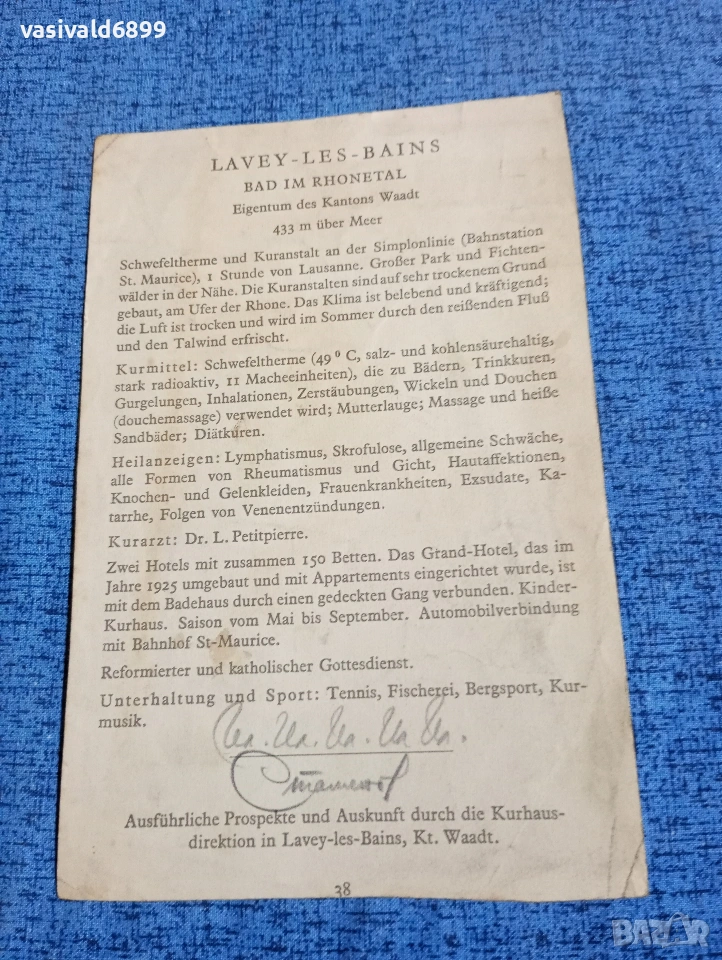 vasivald6899
LAVEY-LES-BAINS
BAD IM RHONETAL
Eigentum des Kantons Waadt
433 m über Meer
Schwefeltherme und Kuranstalt an der Simplonlinie (Bahnstation
St. Maurice), 1 Stunde von Lausanne. Großer Park und Fichten-
wälder in der Nähe. Die Kuranstalten sind auf sehr trockenem Grund
gebaut, am Ufer der Rhone. Das Klima ist belebend und kräftigend;
die Luft ist trocken und wird im Sommer durch den reißenden Fluß
und den Talwind erfrischt.
Kurmittel: Schwefeltherme (49° C, salz- und kohlensäurehaltig,
stark radioaktiv, 11 Macheeinheiten), die zu Bädern, Trinkkuren,
Gurgelungen, Inhalationen, Zerstäubungen, Wickeln und Douchen
(douchemassage) verwendet wird; Mutterlauge; Massage und heiße
Sandbäder; Diätkuren.
Heilanzeigen: Lymphatismus, Skrofulose, allgemeine Schwäche,
alle Formen von Rheumatismus und Gicht, Hautaffektionen,
Knochen- und Gelenkleiden, Frauenkrankheiten, Exsudate, Ka-
tarrhe, Folgen von Venenentzündungen.
Kurarzt: Dr. L. Petitpierre.
Zwei Hotels mit zusammen 150 Betten. Das Grand-Hotel, das im
Jahre 1925 umgebaut und mit Appartements eingerichtet wurde, ist
mit dem Badehaus durch einen gedeckten Gang verbunden. Kinder-
Kurhaus. Saison vom Mai bis September. Automobilverbindung
mit Bahnhof St-Maurice.
Reformierter und katholischer Gottesdienst.
Unterhaltung und Sport: Tennis, Fischerei, Bergsport, Kur-
musik.
Ausführliche Prospekte und Auskunft durch die Kurhaus-
direktion in Lavey-les-Bains, Kt. Waadt.
38
BAZAR